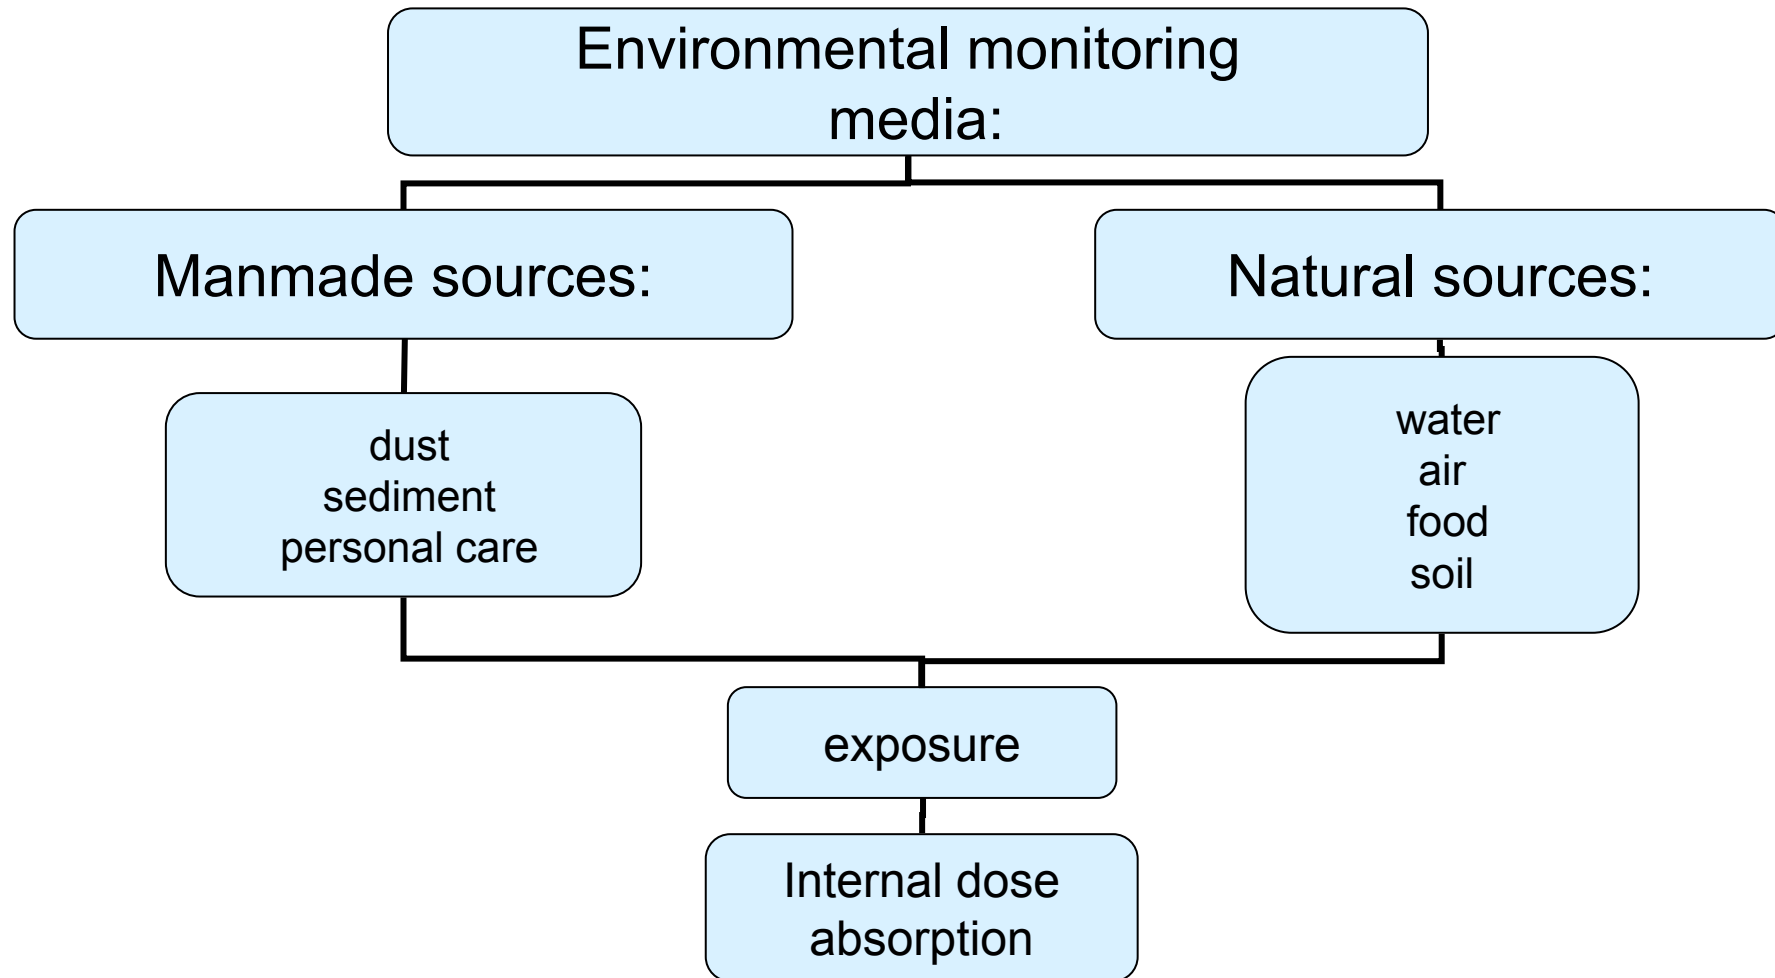 Environmental monitoring
media:
Manmade sources:
Natural sources:
dust
sediment
personal care
water
air
food
soil
exposure
Internal dose
absorption